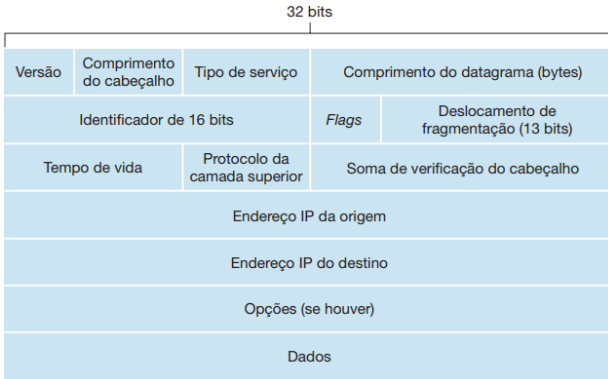 32 bits
Versão
Comprimento
do cabeçalho
Tipo de serviço
Comprimento do datagrama (bytes)
Identificador de 16 bits
Flags
Deslocamento de
fragmentação (13 bits)
Tempo de vida
Protocolo da
camada superior
Soma de verificação do cabeçalho
Endereço IP da origem
Endereço IP do destino
Opções (se houver)
Dados